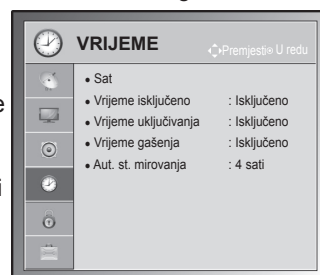 VRIJEME
Premjesti U redu
e
i
• Sat
• Vrijeme isključeno : Isključeno
• Vrijeme uključivanja : Isključeno
• Vrijeme gašenja : Isključeno
• Aut. st. mirovanja : 4 sati